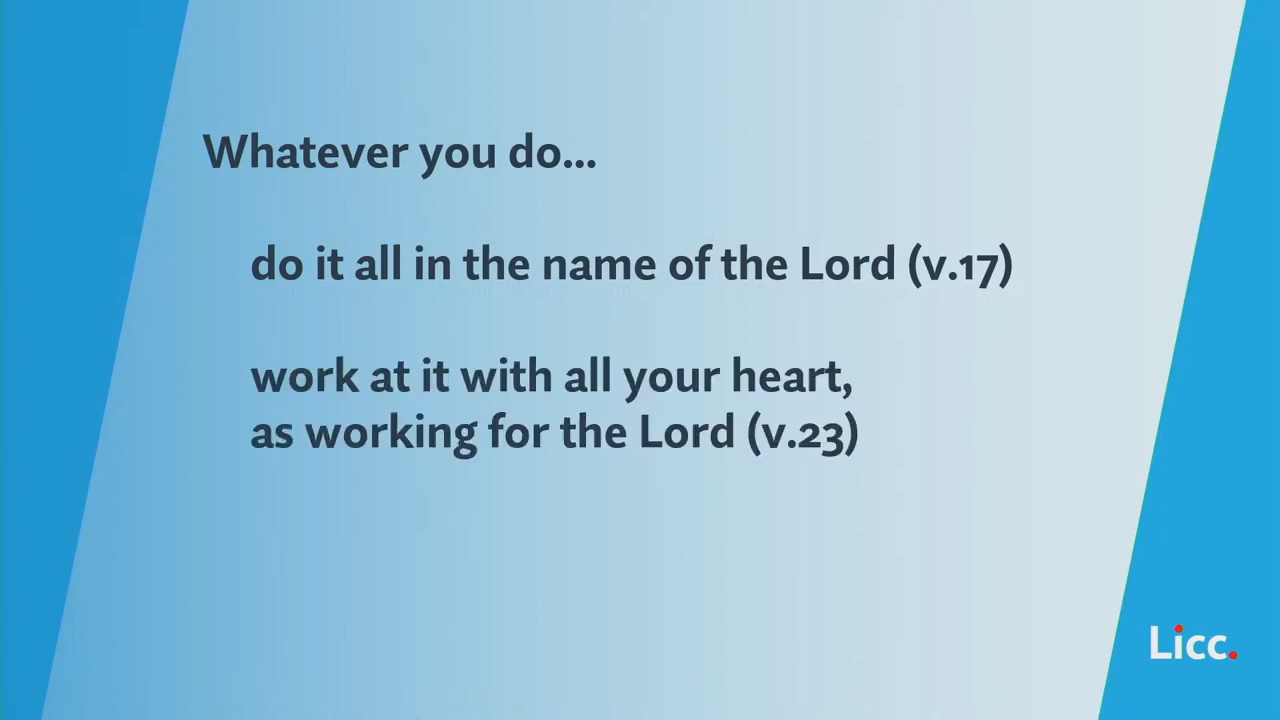 Whatever you do...
do it all in the name of the Lord (v.17)
work at it with all your heart,
as working for the Lord (v.23)
Licc.